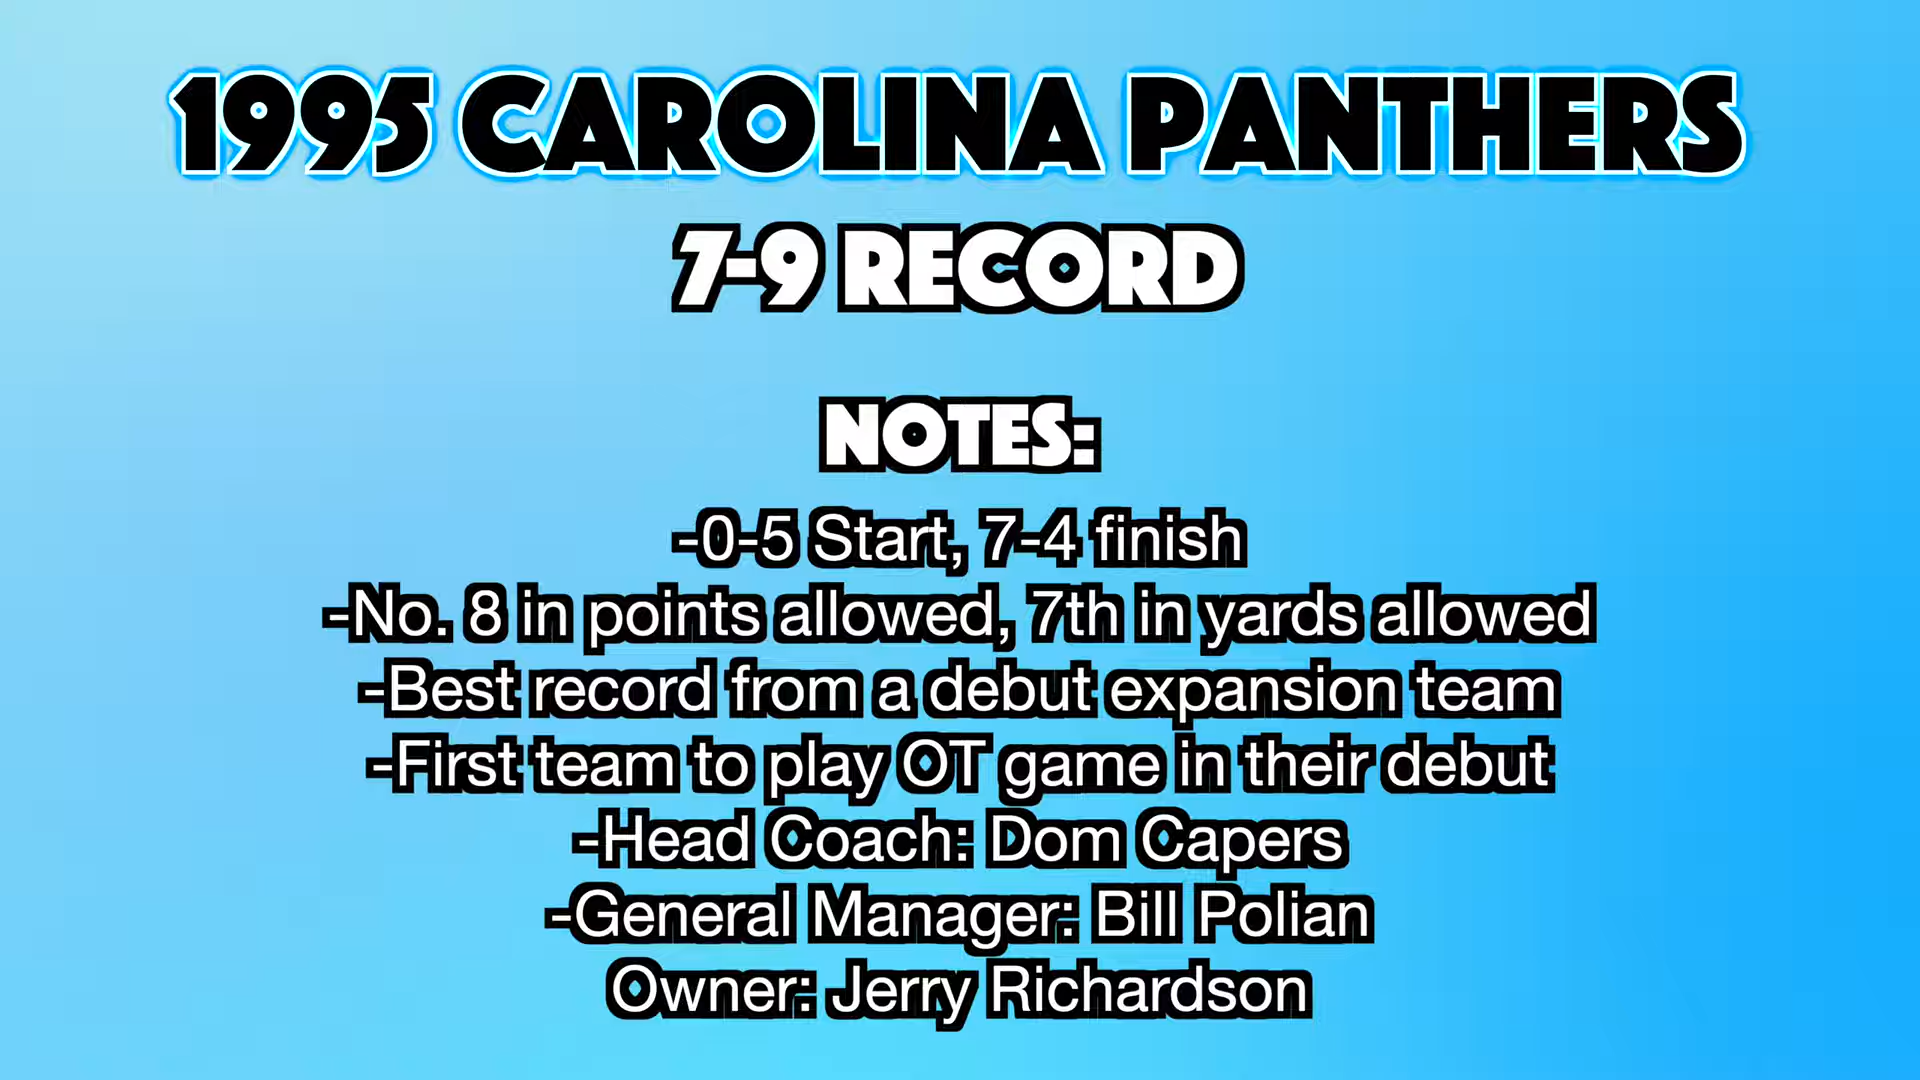 1995 CAROLINA PANTHERS
7-9 RECORD
NOTES:
-0-5 Start, 7-4 finish
-No. 8 in points allowed, 7th in yards allowed
-Best record from a debut expansion team
-First team to play OT game in their debut
-Head Coach: Dom Capers
-General Manager: Bill Polian
Owner: Jerry Richardson